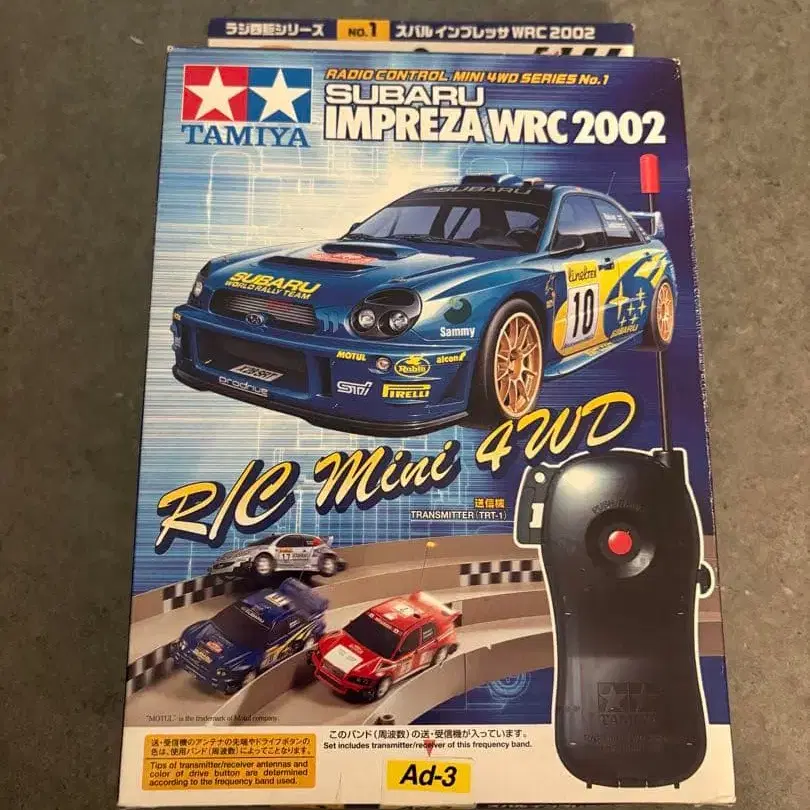 ラジ四駆シリーズ NO.1 スバル インプレッサ WRC 2002
TAMIYA
RADIO CONTROL MINI 4WD SERIES No.1
SUBARU
IMPREZA WRC 2002
SUBARU
SUBARU
WORLD RALLY TEAM
10
SUBARU
Sammy
MOTUL
Robin
alcon
STi
PIRELLI
prodrive
R/C Mini 4WD
送信機
TRANSMITTER (TRT-1)
17
SUBARU
TAMIYA
"MOTUL" is the trademark of Motul company.
送・受信機のアンテナの先端やドライブボタンの
色は、使用バンド(周波数)によってことなります。
Tips of transmitter/receiver antennas and
color of drive button are determined
according to the frequency band used.
このバンド(周波数)の送・受信機が入っています。
Set includes transmitter/receiver of this frequency band.
Ad-3